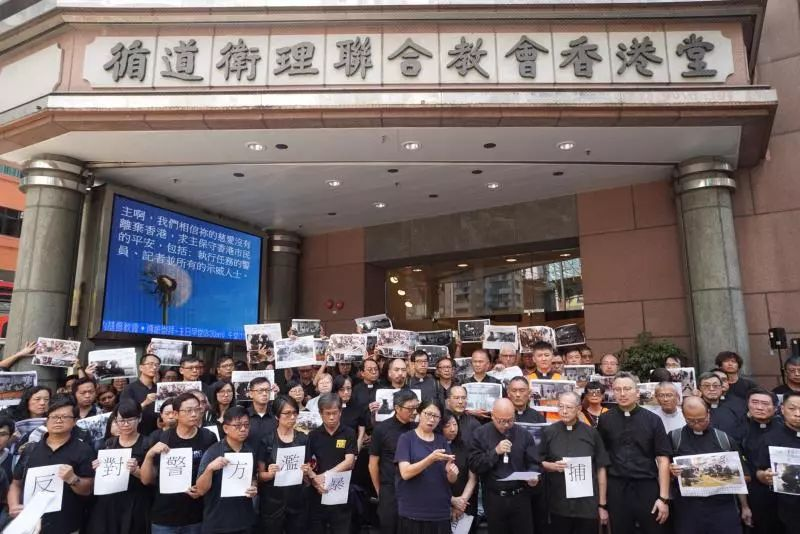 循道衛理聯合教會香港堂
主啊，我們相信祢的慈愛沒有
離棄香港，求主保守香港市民
的平安，包括：執行任務的警
員、記者並所有的示威人士。
反 對 警 方 濫 暴 捕